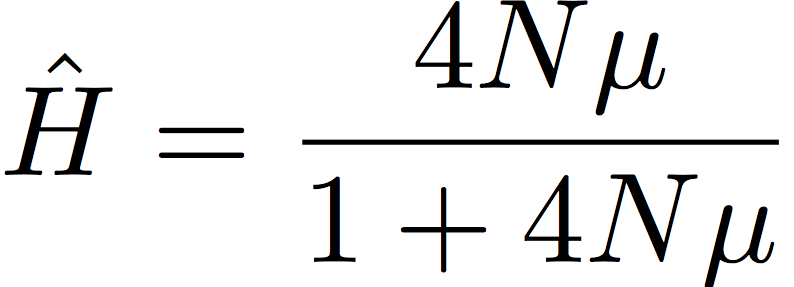 Ĥ = 4Nμ / 1 + 4Nμ